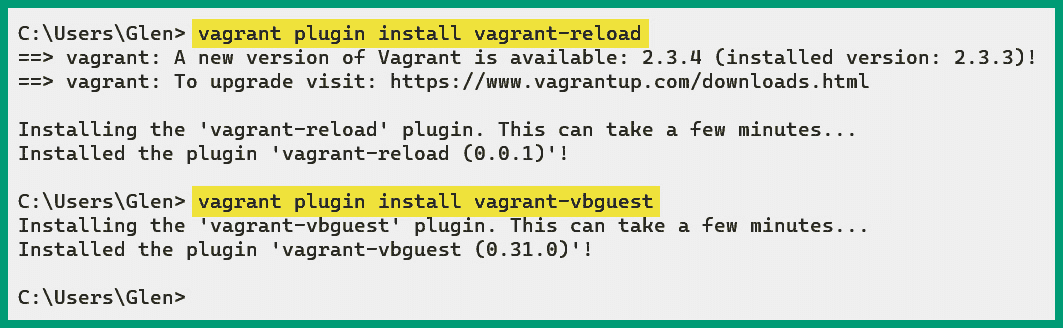 C:\Users\Glen> vagrant plugin install vagrant-reload
==> vagrant: A new version of Vagrant is available: 2.3.4 (installed version: 2.3.3)!
==> vagrant: To upgrade visit: https://www.vagrantup.com/downloads.html
Installing the 'vagrant-reload' plugin. This can take a few minutes...
Installed the plugin 'vagrant-reload (0.0.1)'!
C:\Users\Glen> vagrant plugin install vagrant-vbguest
Installing the 'vagrant-vbguest' plugin. This can take a few minutes...
Installed the plugin 'vagrant-vbguest (0.31.0)'!
C:\Users\Glen>